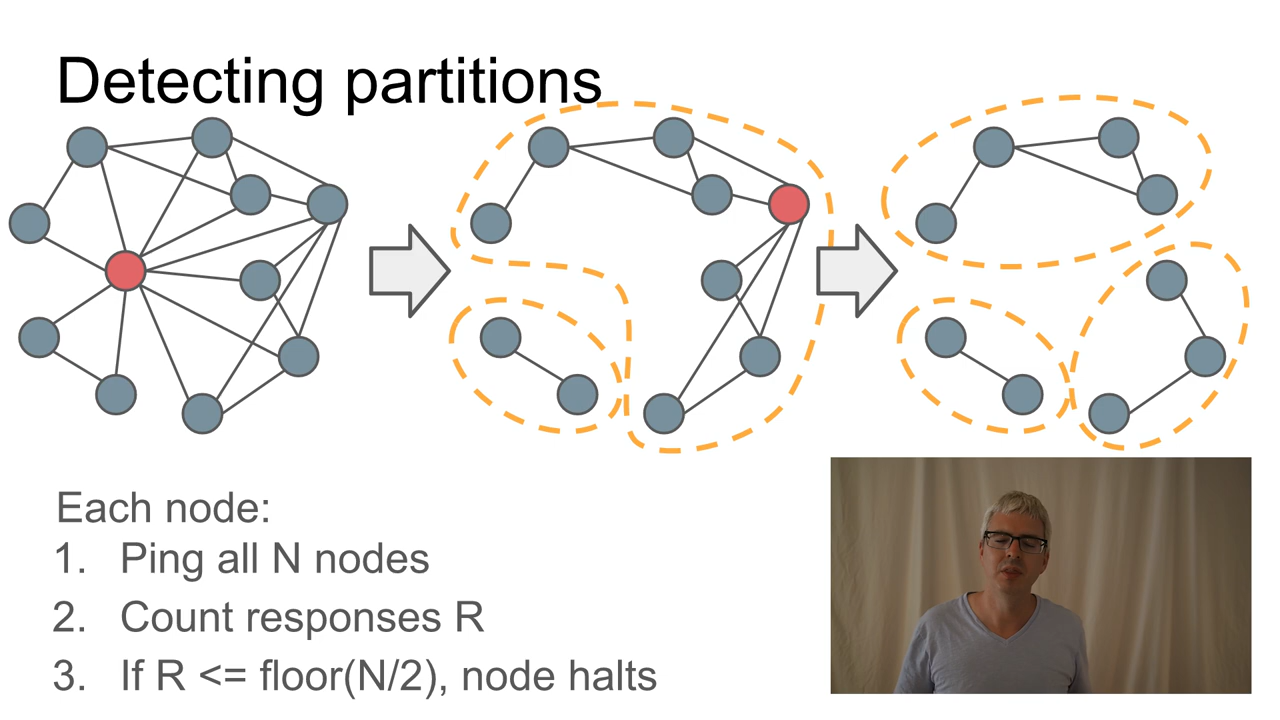 Detecting partitions
Each node:
1. Ping all N nodes
2. Count responses R
3. If R <= floor(N/2), node halts